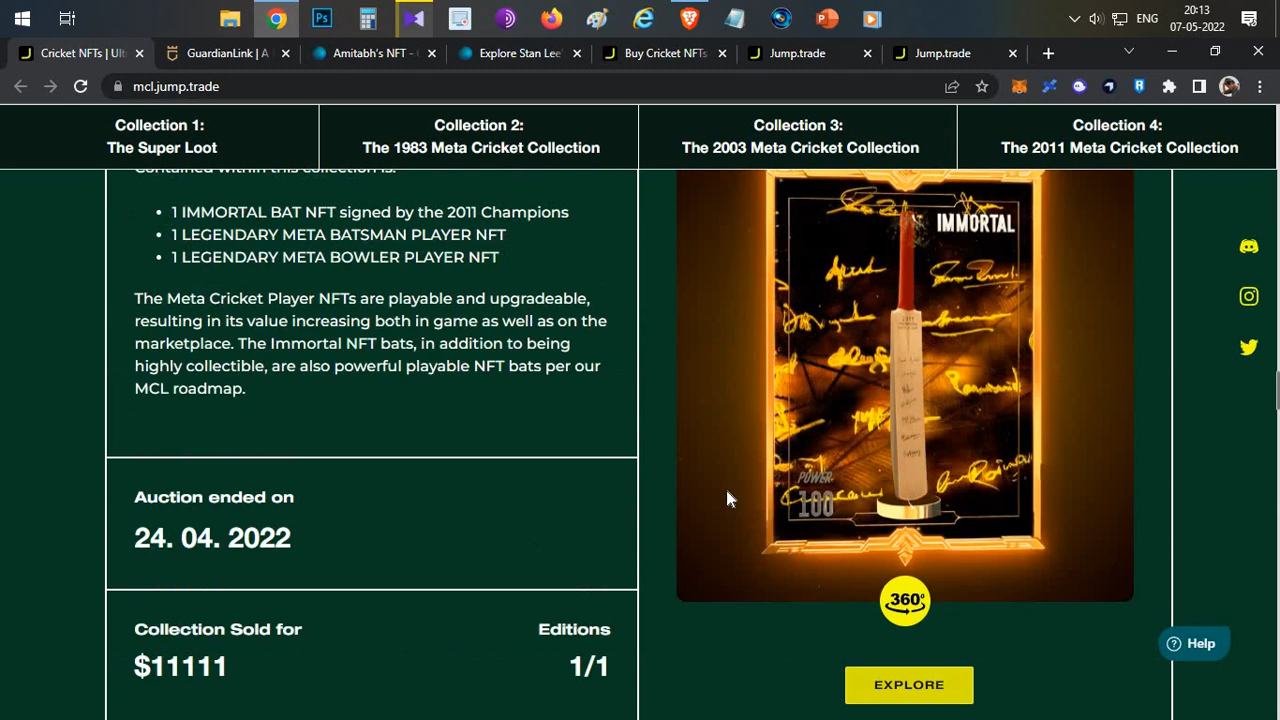 20:13
ENG
07-05-2022
Cricket NFTs | Ult
GuardianLink | A
Amitabh's NFT -
Explore Stan Lee'
Buy Cricket NFTs
Jump.trade
Jump.trade
mcl.jump.trade
Collection 1:
The Super Loot
Collection 2:
The 1983 Meta Cricket Collection
Collection 3:
The 2003 Meta Cricket Collection
Collection 4:
The 2011 Meta Cricket Collection
Contained within this collection is:
• 1 IMMORTAL BAT NFT signed by the 2011 Champions
• 1 LEGENDARY META BATSMAN PLAYER NFT
• 1 LEGENDARY META BOWLER PLAYER NFT
The Meta Cricket Player NFTs are playable and upgradeable,
resulting in its value increasing both in game as well as on the
marketplace. The Immortal NFT bats, in addition to being
highly collectible, are also powerful playable NFT bats per our
MCL roadmap.
Auction ended on
24. 04. 2022
Collection Sold for
$11111
Editions
1/1
IMMORTAL
POWER
100
360°
EXPLORE
Help